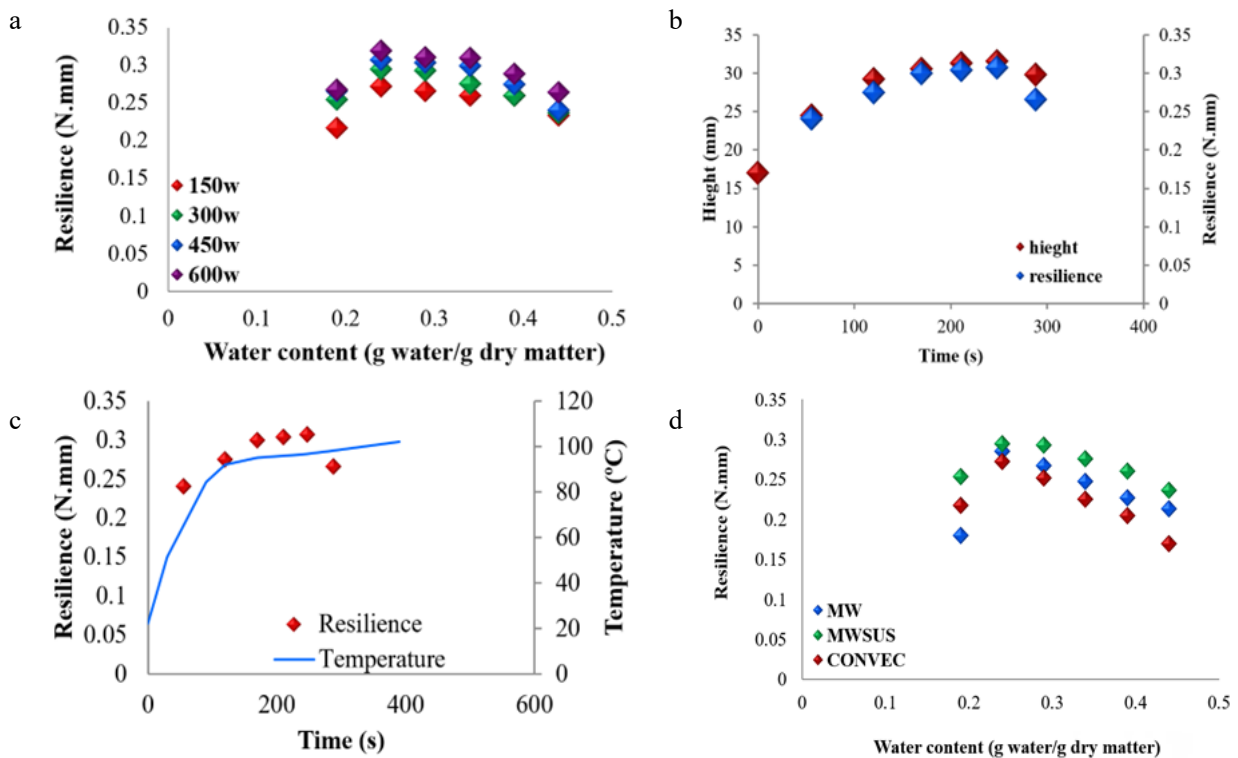 a
Resilience (N.mm)
0.35
0.3
0.25
0.2
0.15
0.1
0.05
0
150w
300w
450w
600w
0 0.1 0.2 0.3 0.4 0.5
Water content (g water/g dry matter)
b
Hieght (mm)
35
30
25
20
15
10
5
0
hieght
resilience
0.35
0.3
0.25
0.2
0.15
0.1
0.05
0
Resilience (N.mm)
0 100 200 300 400
Time (s)
c
Resilience (N.mm)
0.35
0.3
0.25
0.2
0.15
0.1
0.05
0
Resilience
Temperature
120
100
80
60
40
20
0
Temperature (ºC)
0 200 400 600
Time (s)
d
Resilience (N.mm)
0.35
0.3
0.25
0.2
0.15
0.1
0.05
0
MW
MWSUS
CONVEC
0 0.1 0.2 0.3 0.4 0.5
Water content (g water/g dry matter)